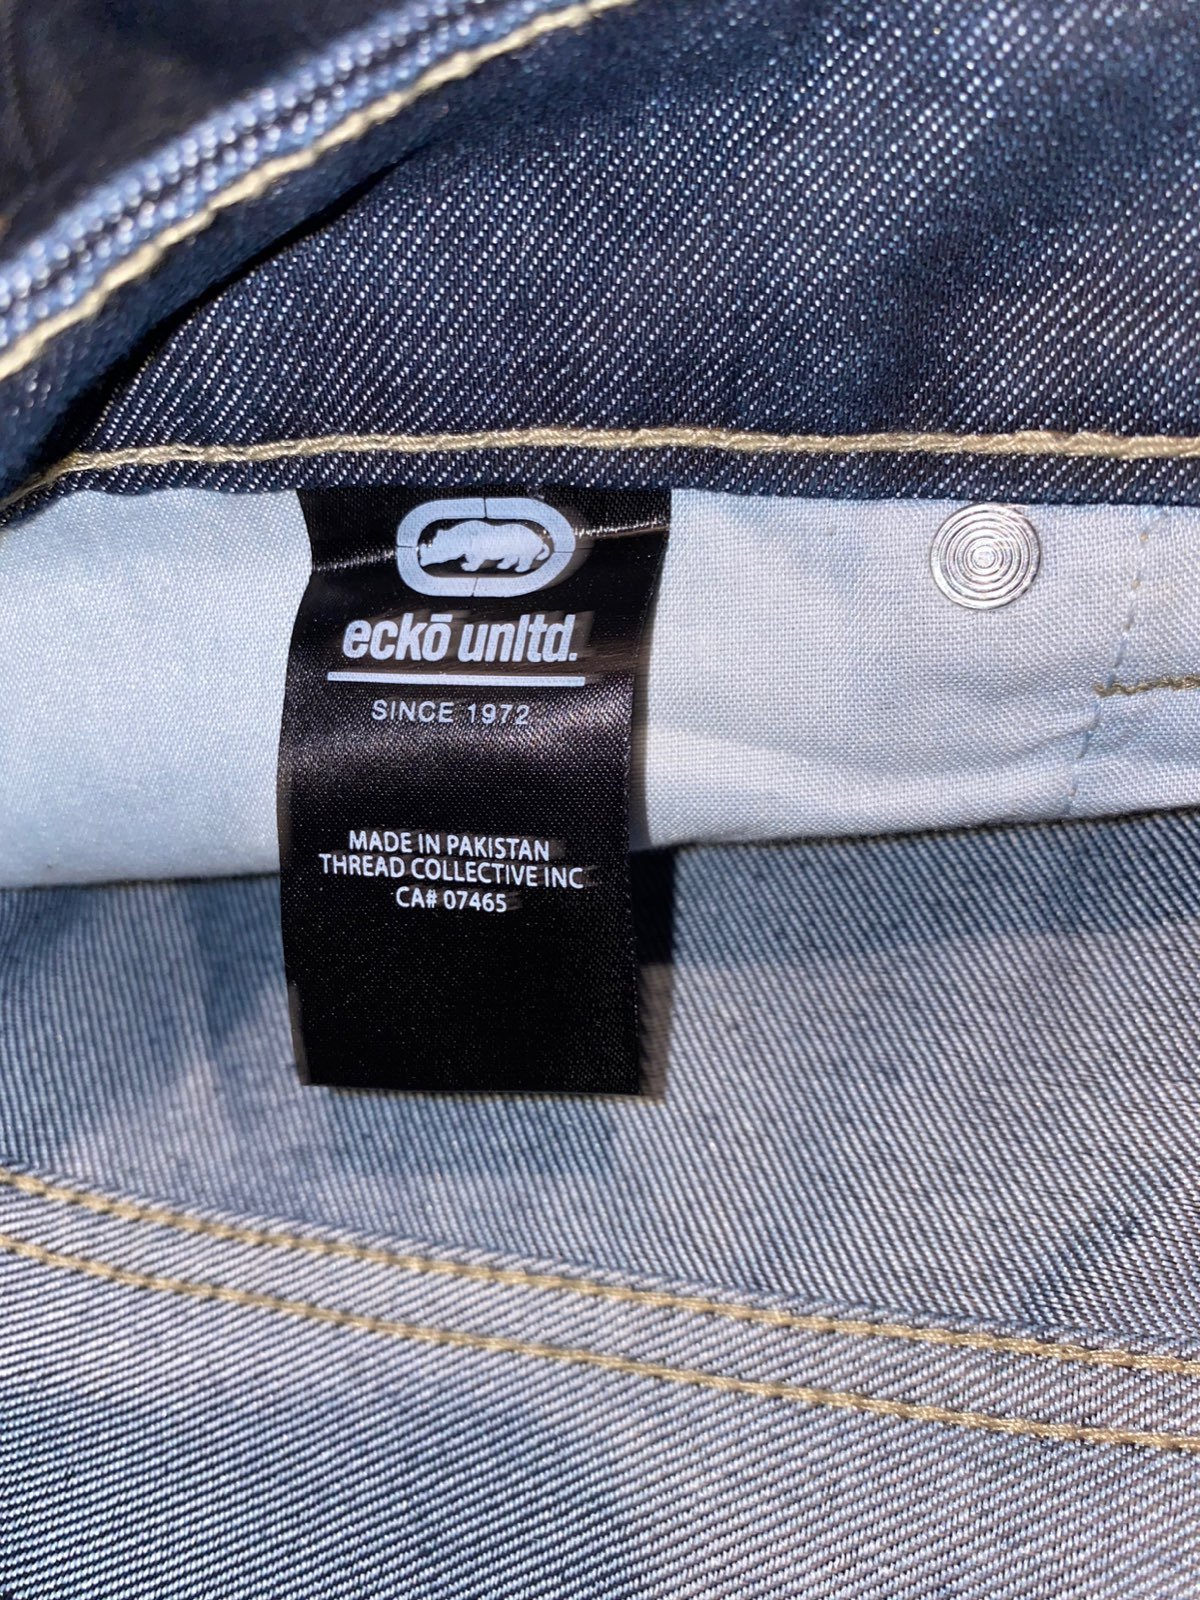 eckō unltd.
SINCE 1972
MADE IN PAKISTAN
THREAD COLLECTIVE INC
CA# 07465